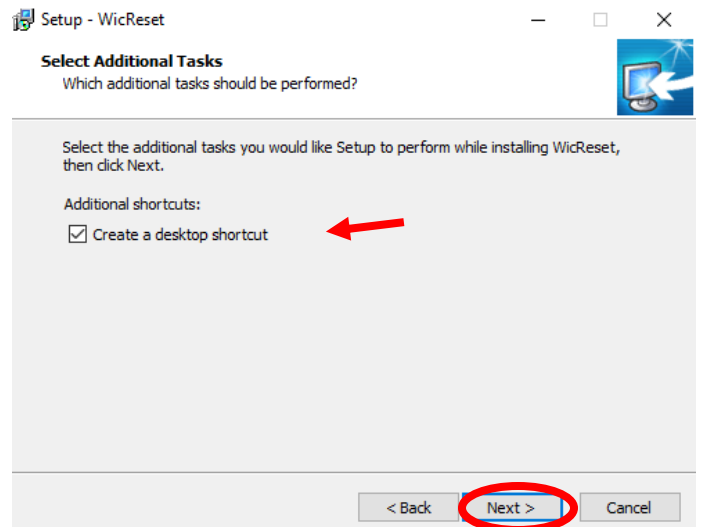 Setup - WicReset
Select Additional Tasks
Which additional tasks should be performed?
Select the additional tasks you would like Setup to perform while installing WicReset,
then click Next.
Additional shortcuts:
Create a desktop shortcut
< Back Next > Cancel